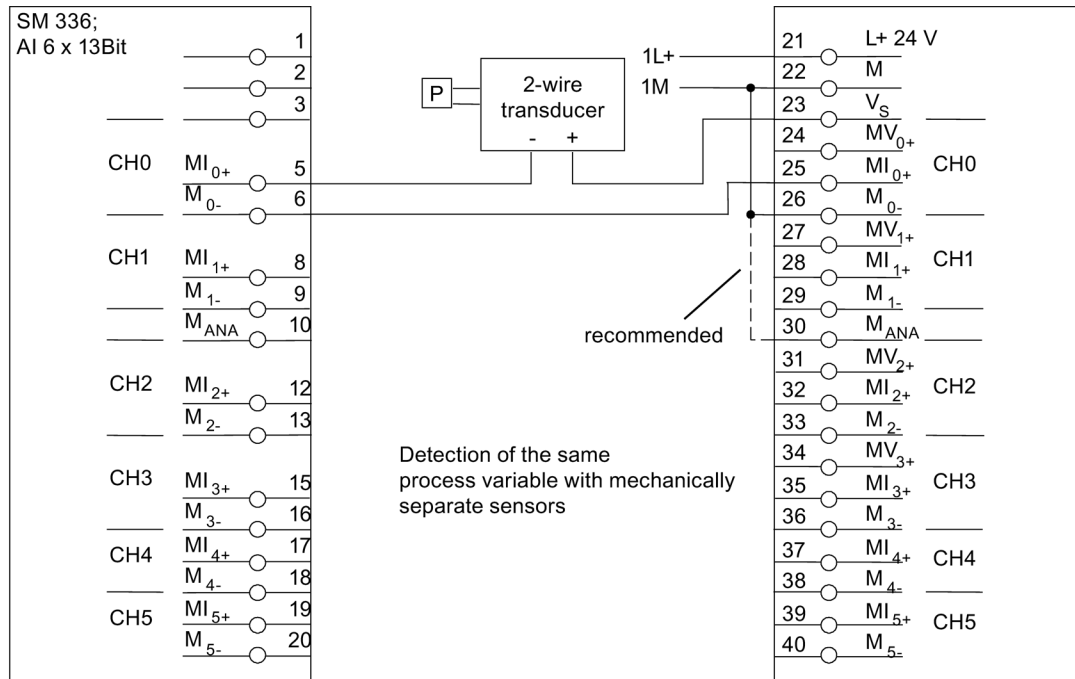 SM 336;
AI 6 x 13Bit
1
2
3
CH0
MI0+
5
M0-
6
CH1
MI1+
8
M1-
9
MANA
10
CH2
MI2+
12
M2-
13
CH3
MI3+
15
M3-
16
CH4
MI4+
17
M4-
18
CH5
MI5+
19
M5-
20
P
2-wire
transducer
- +
1L+
1M
recommended
Detection of the same
process variable with mechanically
separate sensors
21 L+ 24 V
22 M
23 VS
24 MV0+
25 MI0+ CH0
26 M0-
27 MV1+
28 MI1+ CH1
29 M1-
30 MANA
31 MV2+
32 MI2+ CH2
33 M2-
34 MV3+
35 MI3+ CH3
36 M3-
37 MI4+ CH4
38 M4-
39 MI5+ CH5
40 M5-